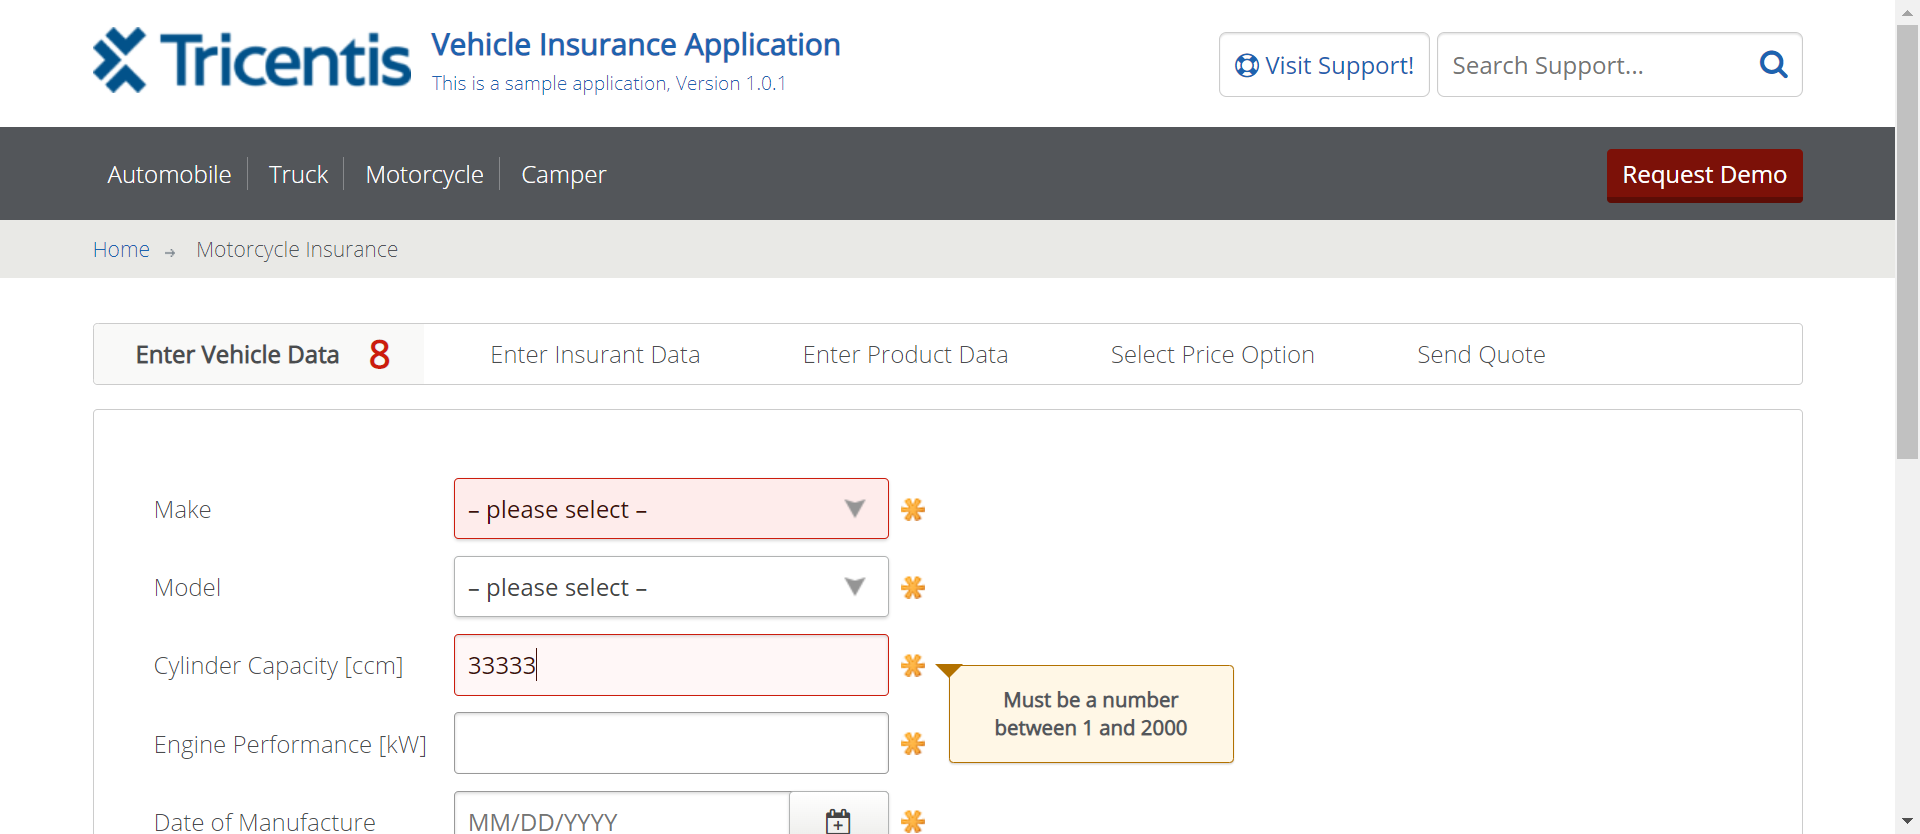 Tricentis
Vehicle Insurance Application
This is a sample application, Version 1.0.1
Visit Support!
Search Support...
Automobile
Truck
Motorcycle
Camper
Request Demo
Home
Motorcycle Insurance
Enter Vehicle Data 8
Enter Insurant Data
Enter Product Data
Select Price Option
Send Quote
Make
– please select –
Model
– please select –
Cylinder Capacity [ccm]
33333
Must be a number
between 1 and 2000
Engine Performance [kW]
Date of Manufacture
MM/DD/YYYY